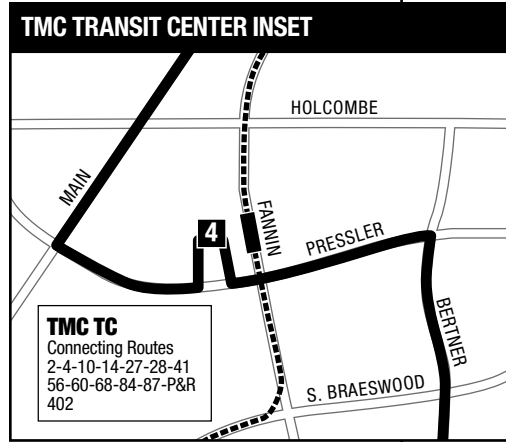 TMC TRANSIT CENTER INSET
HOLCOMBE
MAIN
4
FANNIN
PRESSLER
BERTNER
TMC TC
Connecting Routes
2-4-10-14-27-28-41
56-60-68-84-87-P&R
402
S. BRAESWOOD